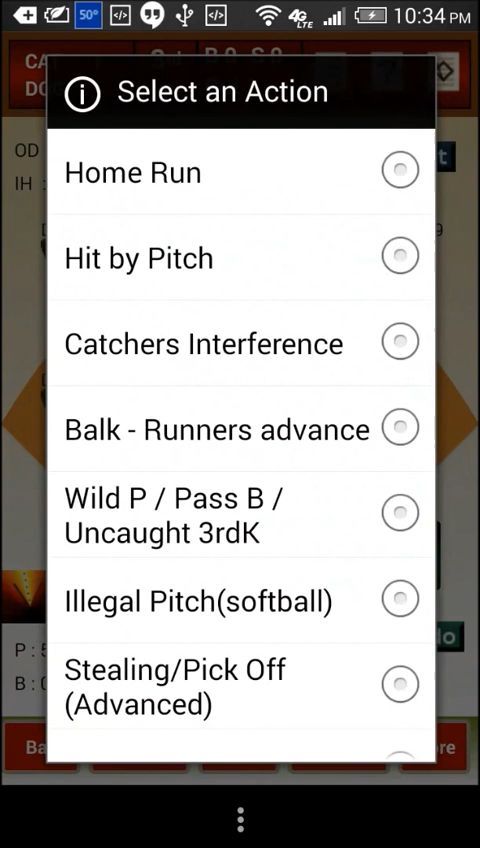 50° 4G LTE 10:34 PM
Select an Action
OD
IH :
Home Run
Hit by Pitch
Catchers Interference
Balk - Runners advance
Wild P / Pass B /
Uncaught 3rdK
Illegal Pitch(softball)
Stealing/Pick Off
(Advanced)
P : 5
B : 0